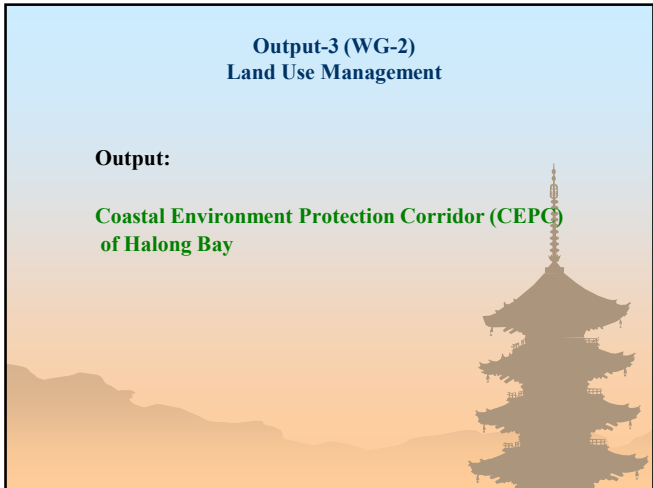 Output-3 (WG-2)
Land Use Management
Output:
Coastal Environment Protection Corridor (CEPC)
of Halong Bay